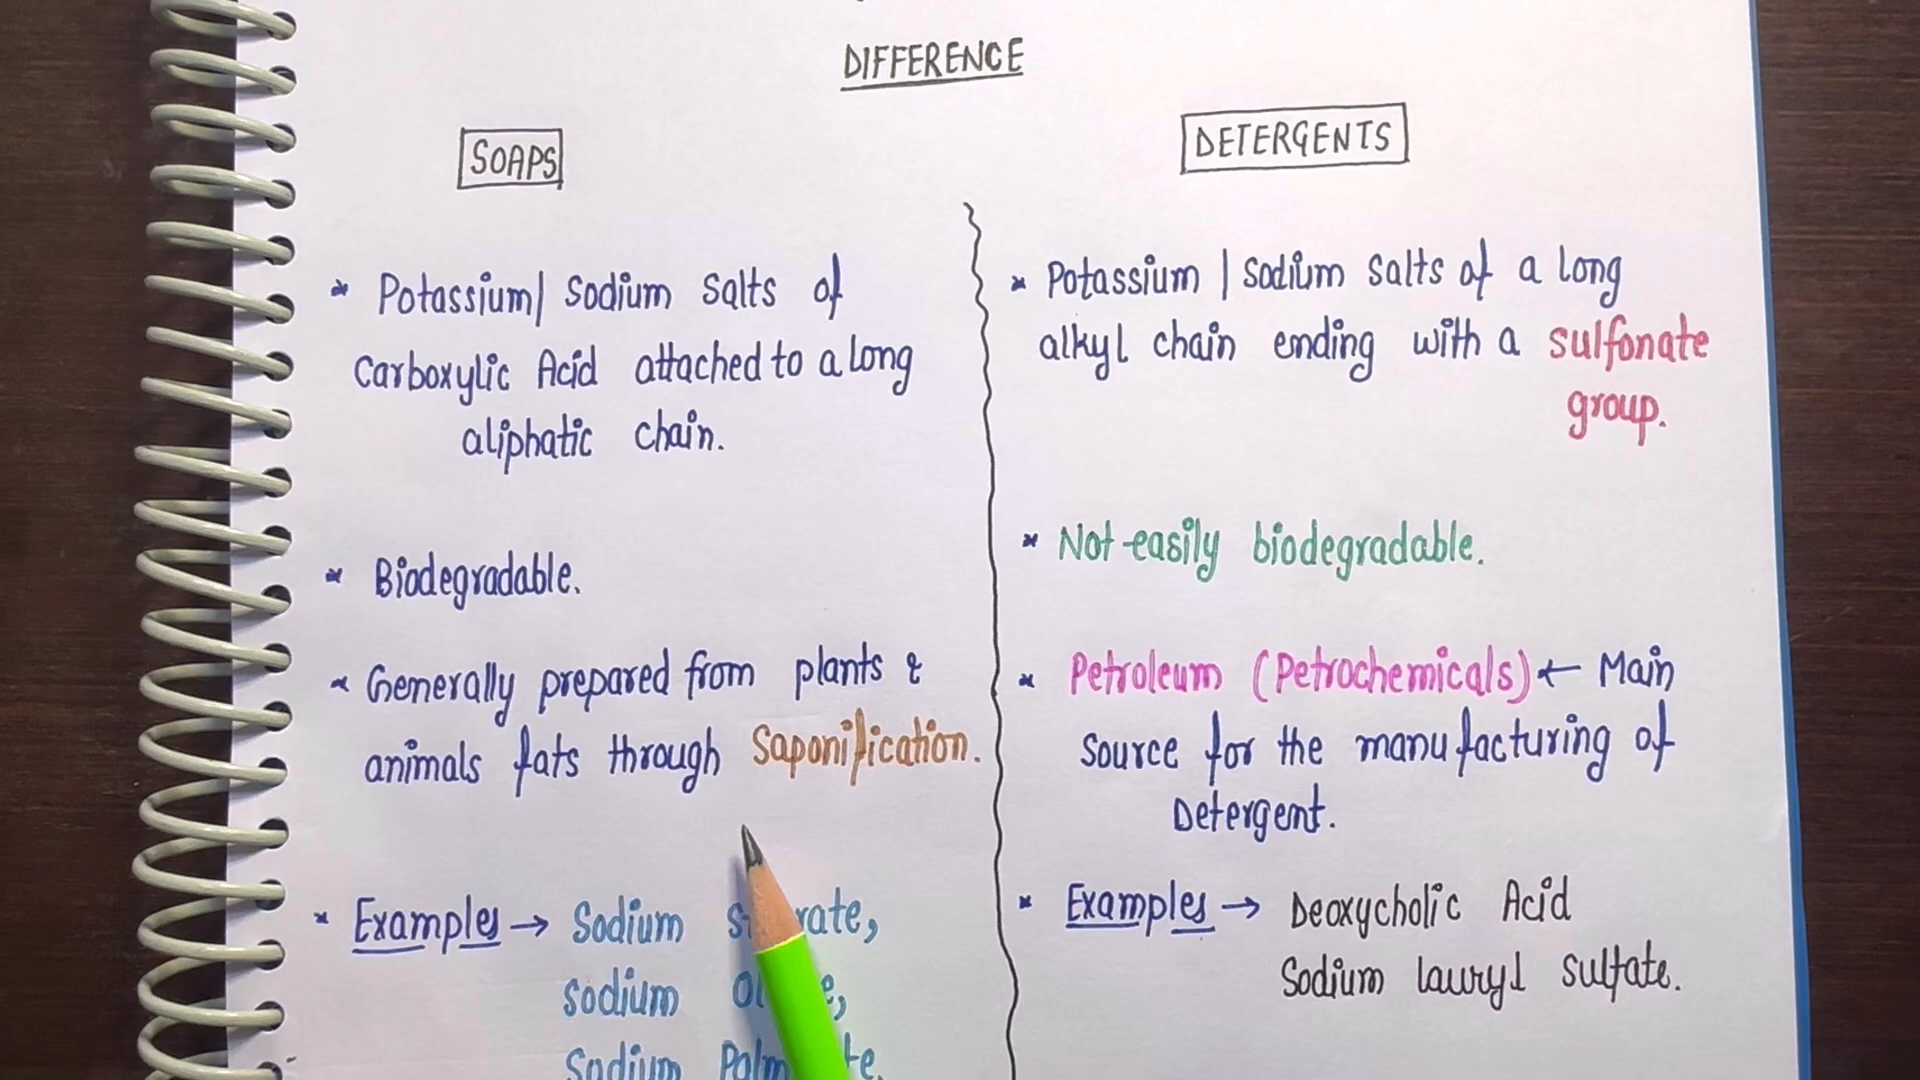 DIFFERENCE
SOAPS
* Potassium/ Sodium Salts of
Carboxylic Acid attached to a long
aliphatic chain.
* Biodegradable.
* Generally prepared from plants &
animals fats through Saponification.
* Examples → Sodium
sodium
Sodium
DETERGENTS
* Potassium / Sodium Salts of a long
alkyl chain ending with a sulfonate
group.
* Not easily biodegradable.
* Petroleum (Petrochemicals) ← Main
source for the manufacturing of
Detergent.
* Examples → Deoxycholic Acid
Sodium lauryl sulfate.